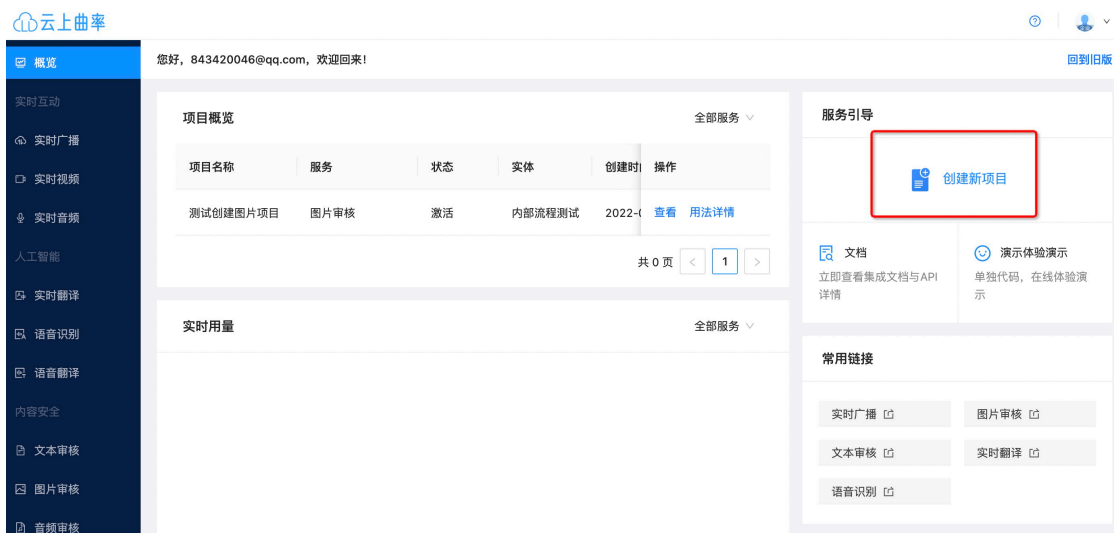 云上曲率
概览
您好，843420046@qq.com，欢迎回来！
回到旧版
实时互动
实时广播
实时视频
实时音频
人工智能
实时翻译
语音识别
语音翻译
内容安全
文本审核
图片审核
音频审核
项目概览
全部服务
项目名称 服务 状态 实体 创建时 操作
测试创建图片项目 图片审核 激活 内部流程测试 2022- 查看 用法详情
共 0 页 < 1 >
实时用量
全部服务
服务引导
创建新项目
文档
立即查看集成文档与API
详情
演示体验演示
单独代码，在线体验演
示
常用链接
实时广播
图片审核
文本审核
实时翻译
语音识别